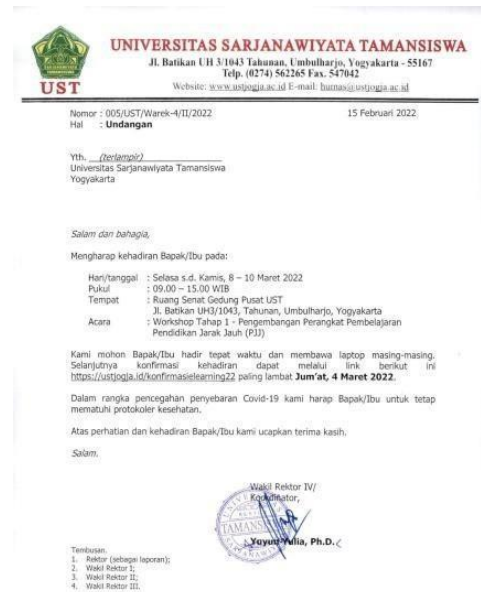 UNIVERSITAS SARJANAWIYATA TAMANSISWA
Jl. Batikan UH 3/1043 Tahunan, Umbulharjo, Yogyakarta - 55167
Telp. (0274) 562265 Fax. 547042
Website: www.ustjogja.ac.id E-mail: humas@ustjogja.ac.id
UST
Nomor : 005/UST/Warek-4/II/2022 15 Februari 2022
Hal : Undangan
Yth. (terlampir)
Universitas Sarjanawiyata Tamansiswa
Yogyakarta
Salam dan bahagia,
Mengharap kehadiran Bapak/Ibu pada:
Hari/tanggal : Selasa s.d. Kamis, 8 – 10 Maret 2022
Pukul : 09.00 – 15.00 WIB
Tempat : Ruang Senat Gedung Pusat UST
Jl. Batikan UH3/1043, Tahunan, Umbulharjo, Yogyakarta
Acara : Workshop Tahap 1 - Pengembangan Perangkat Pembelajaran
Pendidikan Jarak Jauh (PJJ)
Kami mohon Bapak/Ibu hadir tepat waktu dan membawa laptop masing-masing.
Selanjutnya konfirmasi kehadiran dapat melalui link berikut ini
https://ustjogja.id/konfirmasielearning22 paling lambat Jum'at, 4 Maret 2022.
Dalam rangka pencegahan penyebaran Covid-19 kami harap Bapak/Ibu untuk tetap
mematuhi protokoler kesehatan.
Atas perhatian dan kehadiran Bapak/Ibu kami ucapkan terima kasih.
Salam.
Wakil Rektor IV/
Koordinator,
Yuyun Yulia, Ph.D.
Tembusan.
1. Rektor (sebagai laporan);
2. Wakil Rektor I;
3. Wakil Rektor II;
4. Wakil Rektor III.